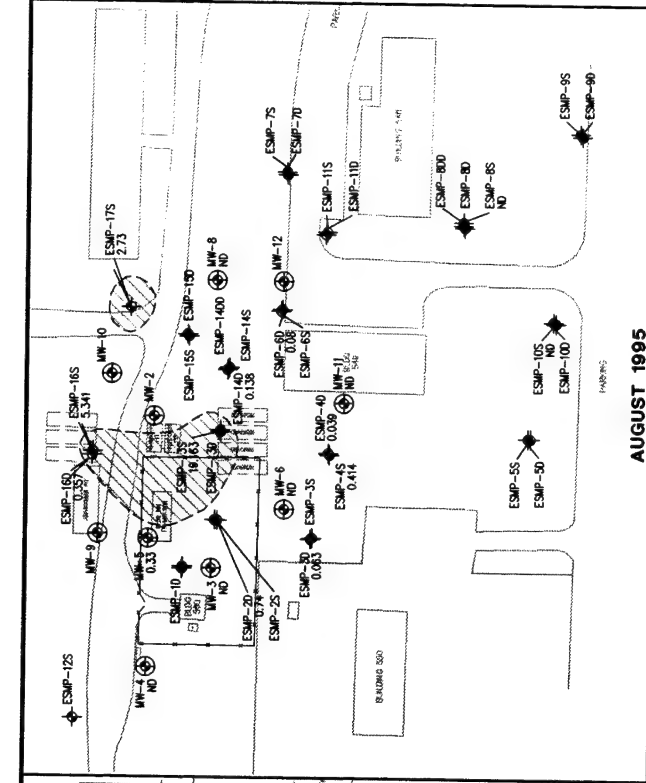 ESMP-12S
MW-4
ND
MW-9
ESMP-16D
0.357
ESMP-16S
5.341
MW-10
ESMP-17S
2.73
MW-2
MW-5
0.33
ESMP-1D
BLDG
MW-3
ND
ESMP-2D
0.74
ESMP-2S
ESMP-15S
ESMP-15D
MW-8
ND
ESMP-14DD
ESMP-14S
ESMP-14D
0.138
MW-6
ND
ESMP-3S
ESMP-3D
0.063
ESMP-4D
0.039
ESMP-4S
0.414
MW-11
ND
BLDG
ESMP-6D
0.08
ESMP-6S
MW-12
ESMP-7S
ESMP-7D
ESMP-11S
ESMP-11D
BUILDING
ESMP-8DD
ESMP-8D
ESMP-8S
ND
ESMP-9S
ESMP-9D
ESMP-10S
ND
ESMP-10D
ESMP-5S
ESMP-5D
BUILDING 500
PARKING
AUGUST 1995